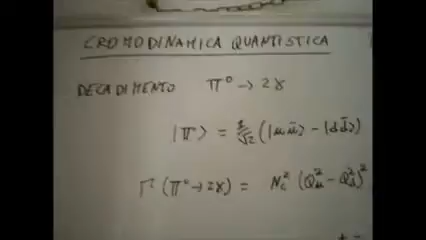 CROMODINAMICA QUANTISTICA
DECADIMENTO π⁰ → 2γ
|π⁰> = 1/√2 (|uū> - |dd̄>)
Γ (π⁰→2γ) = N_c² (Q_u² - Q_d²)²